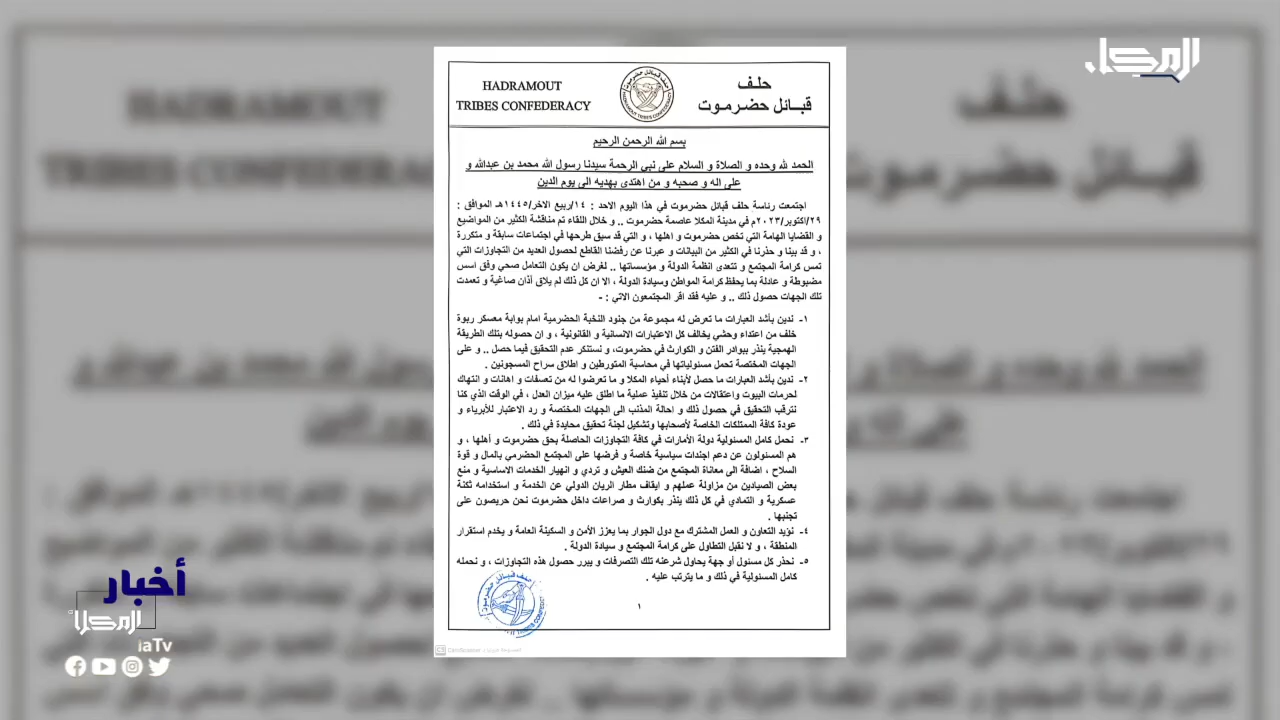 المكلا
HADRAMOUT
TRIBES CONFEDERACY
حلف
قبائل حضرموت
بسم الله الرحمن الرحيم
الحمد لله وحده و الصلاة و السلام على نبي الرحمة سيدنا رسول الله محمد بن عبدالله و
على اله و صحبه و من اهتدى بهديه الى يوم الدين
اجتمعت رئاسة حلف قبائل حضرموت في هذا اليوم الاحد : ١٤/ربيع الاخر/١٤٤٥هـ الموافق :
٢٩/اكتوبر/٢٠٢٣م في مدينة المكلا عاصمة حضرموت .. و خلال اللقاء تم مناقشة الكثير من المواضيع
و القضايا الهامة التي تخص حضرموت و اهلها ، و التي قد سبق طرحها في اجتماعات سابقة و متكررة
، و قد بينا و حذرنا في الكثير من البيانات و عبرنا عن رفضنا القاطع لحصول العديد من التجاوزات التي
تمس كرامة المجتمع و تتعدى انظمة الدولة و مؤسساتها .. لغرض ان يكون التعامل صحي وفق اسس
مضبوطة و عادلة بما يحفظ كرامة المواطن وسيادة الدولة ، الا ان كل ذلك لم يلاق أذان صاغية و تعمدت
تلك الجهات حصول ذلك .. و عليه فقد اقر المجتمعون الاتي : -
١- ندين بأشد العبارات ما تعرض له مجموعة من جنود النخبة الحضرمية امام بوابة معسكر ربوة
خلف من اعتداء وحشي يخالف كل الاعتبارات الانسانية و القانونية ، و ان حصوله بتلك الطريقة
الهمجية ينذر ببوادر الفتن و الكوارث في حضرموت، و نستنكر عدم التحقيق فيما حصل .. و على
الجهات المختصة تحمل مسئولياتها في محاسبة المتورطين و اطلاق سراح المسجونين .
٢- ندين بأشد العبارات ما حصل لأبناء أحياء المكلا و ما تعرضوا له من تعسفات و اهانات و انتهاك
لحرمات البيوت واعتقالات من خلال تنفيذ عملية ما اطلق عليه ميزان العدل ، في الوقت الذي كنا
نترقب التحقيق في حصول ذلك و احالة المذنب الى الجهات المختصة و رد الاعتبار للأبرياء و
عودة كافة الممتلكات الخاصة لأصحابها وتشكيل لجنة تحقيق محايدة في ذلك .
٣- نحمل كامل المسئولية دولة الأمارات في كافة التجاوزات الحاصلة بحق حضرموت و أهلها ، و
هم المسئولون عن دعم اجندات سياسية خاصة و فرضها على المجتمع الحضرمي بالمال و قوة
السلاح ، اضافة الى معاناة المجتمع من ضنك العيش و تردي و انهيار الخدمات الاساسية و منع
بعض الصيادين من مزاولة عملهم و ايقاف مطار الريان الدولي عن الخدمة و استخدامه ثكنة
عسكرية و التمادي في كل ذلك ينذر بكوارث و صراعات داخل حضرموت نحن حريصون على
تجنبها .
٤- نؤيد التعاون و العمل المشترك مع دول الجوار بما يعزز الأمن و السكينة العامة و يخدم استقرار
المنطقة ، و لا نقبل التطاول على كرامة المجتمع و سيادة الدولة .
٥- نحذر كل مسئول أو جهة يحاول شرعنه تلك التصرفات و يبرر حصول هذه التجاوزات ، و نحمله
كامل المسئولية في ذلك و ما يترتب عليه .
١
أخبار
المكلا
iaTv
CS CamScanner